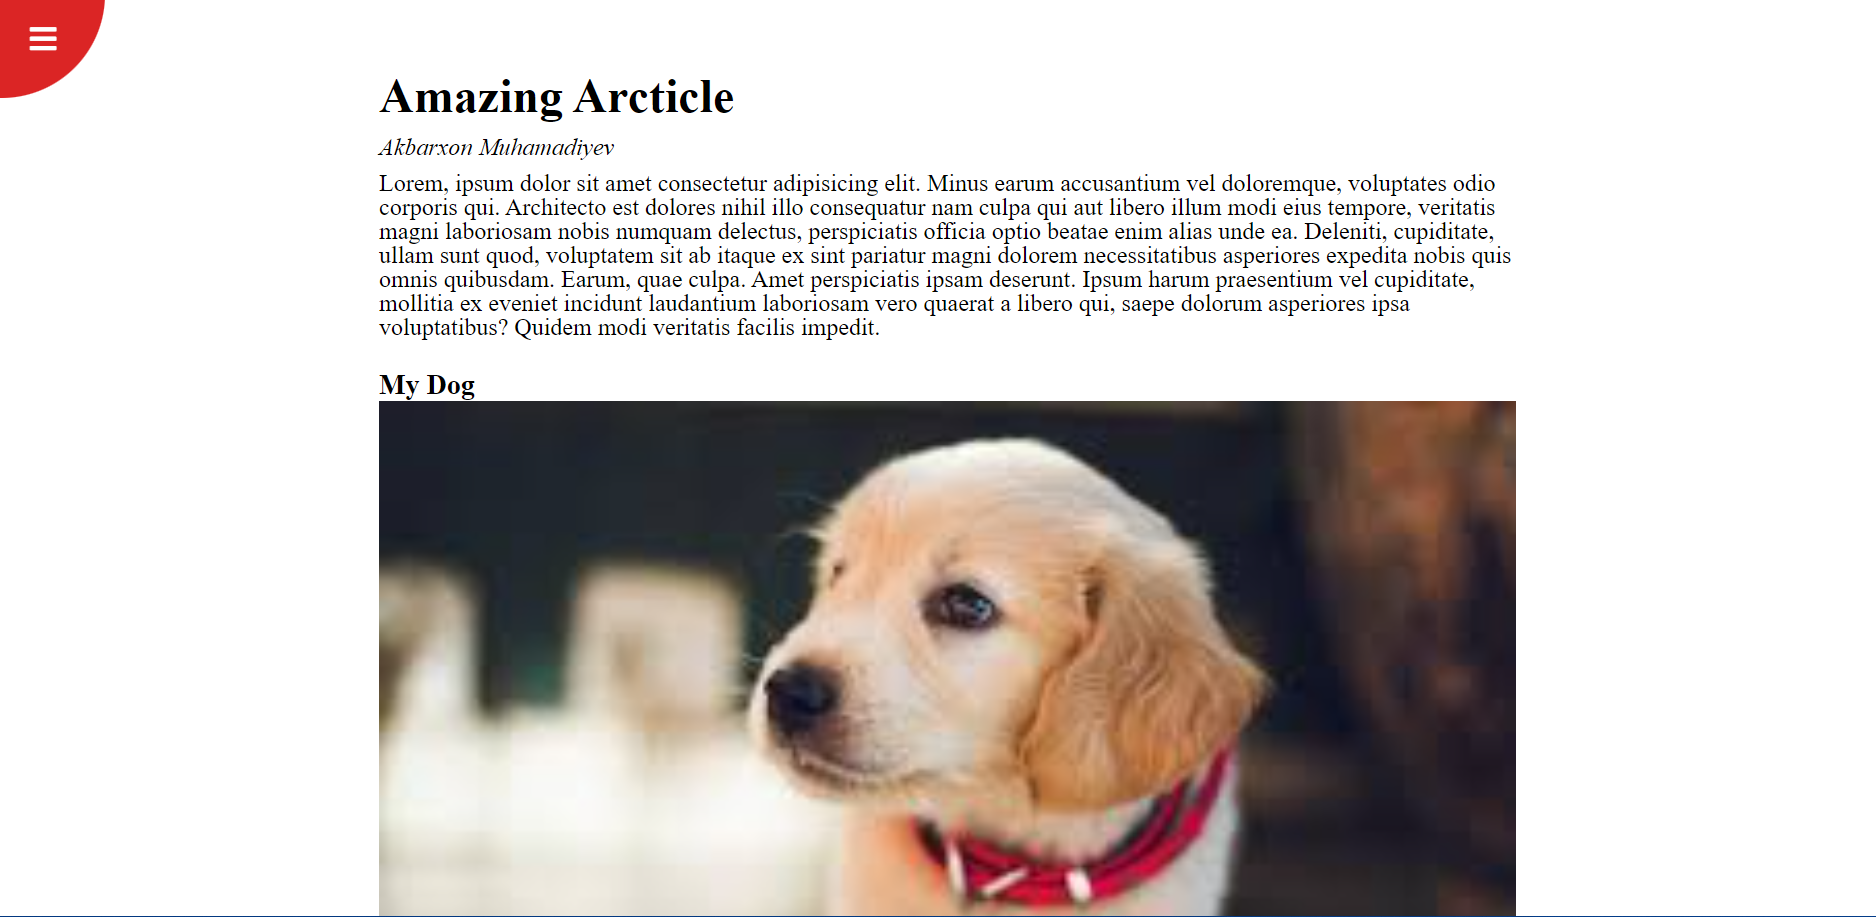 Amazing Arcticle
Akbarxon Muhamadiyev
Lorem, ipsum dolor sit amet consectetur adipisicing elit. Minus earum accusantium vel doloremque, voluptates odio
corporis qui. Architecto est dolores nihil illo consequatur nam culpa qui aut libero illum modi eius tempore, veritatis
magni laboriosam nobis numquam delectus, perspiciatis officia optio beatae enim alias unde ea. Deleniti, cupiditate,
ullam sunt quod, voluptatem sit ab itaque ex sint pariatur magni dolorem necessitatibus asperiores expedita nobis quis
omnis quibusdam. Earum, quae culpa. Amet perspiciatis ipsam deserunt. Ipsum harum praesentium vel cupiditate,
mollitia ex eveniet incidunt laudantium laboriosam vero quaerat a libero qui, saepe dolorum asperiores ipsa
voluptatibus? Quidem modi veritatis facilis impedit.
My Dog